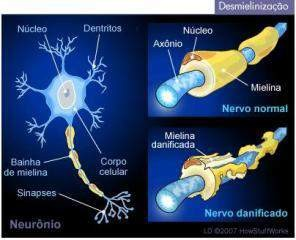 Desmielinização
Núcleo
Dentritos
Bainha
de mielina
Corpo
celular
Sinapses
Neurônio
Núcleo
Axônio
Mielina
Nervo normal
Mielina
danificada
Nervo danificado
LD ©2007 HowStuffWorks